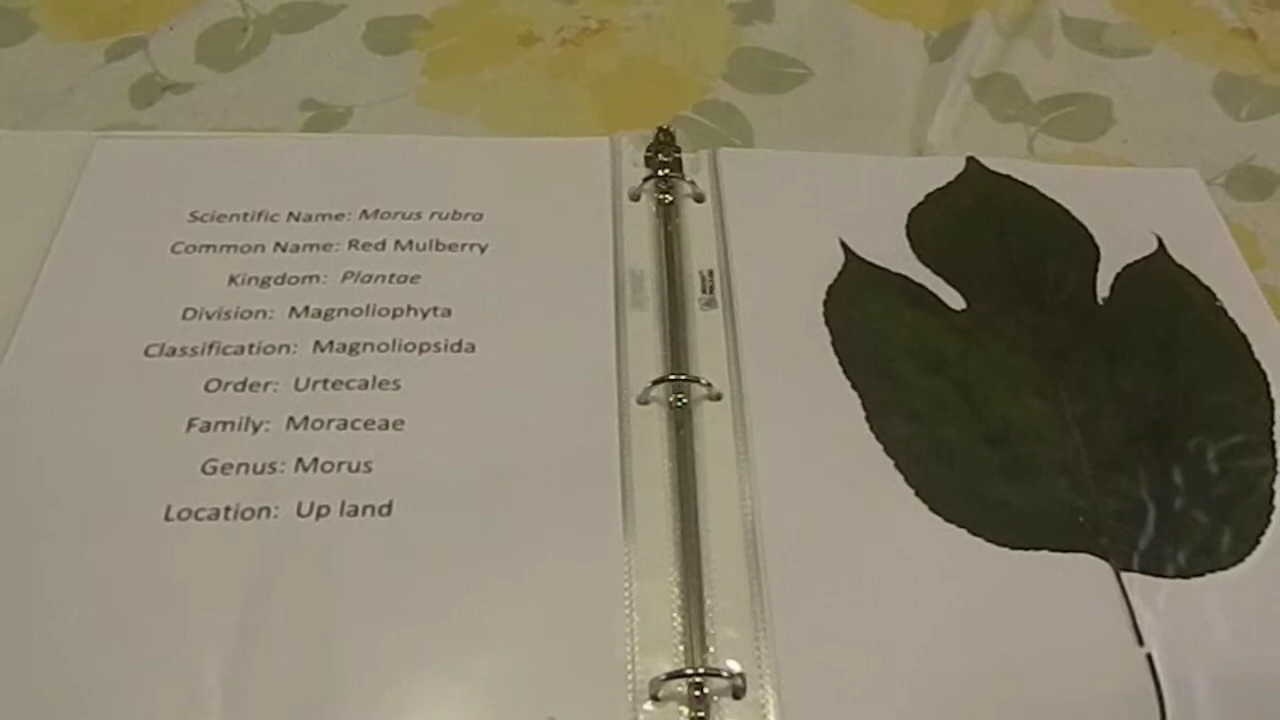 Scientific Name: Morus rubra
Common Name: Red Mulberry
Kingdom: Plantae
Division: Magnoliophyta
Classification: Magnoliopsida
Order: Urtecales
Family: Moraceae
Genus: Morus
Location: Up land